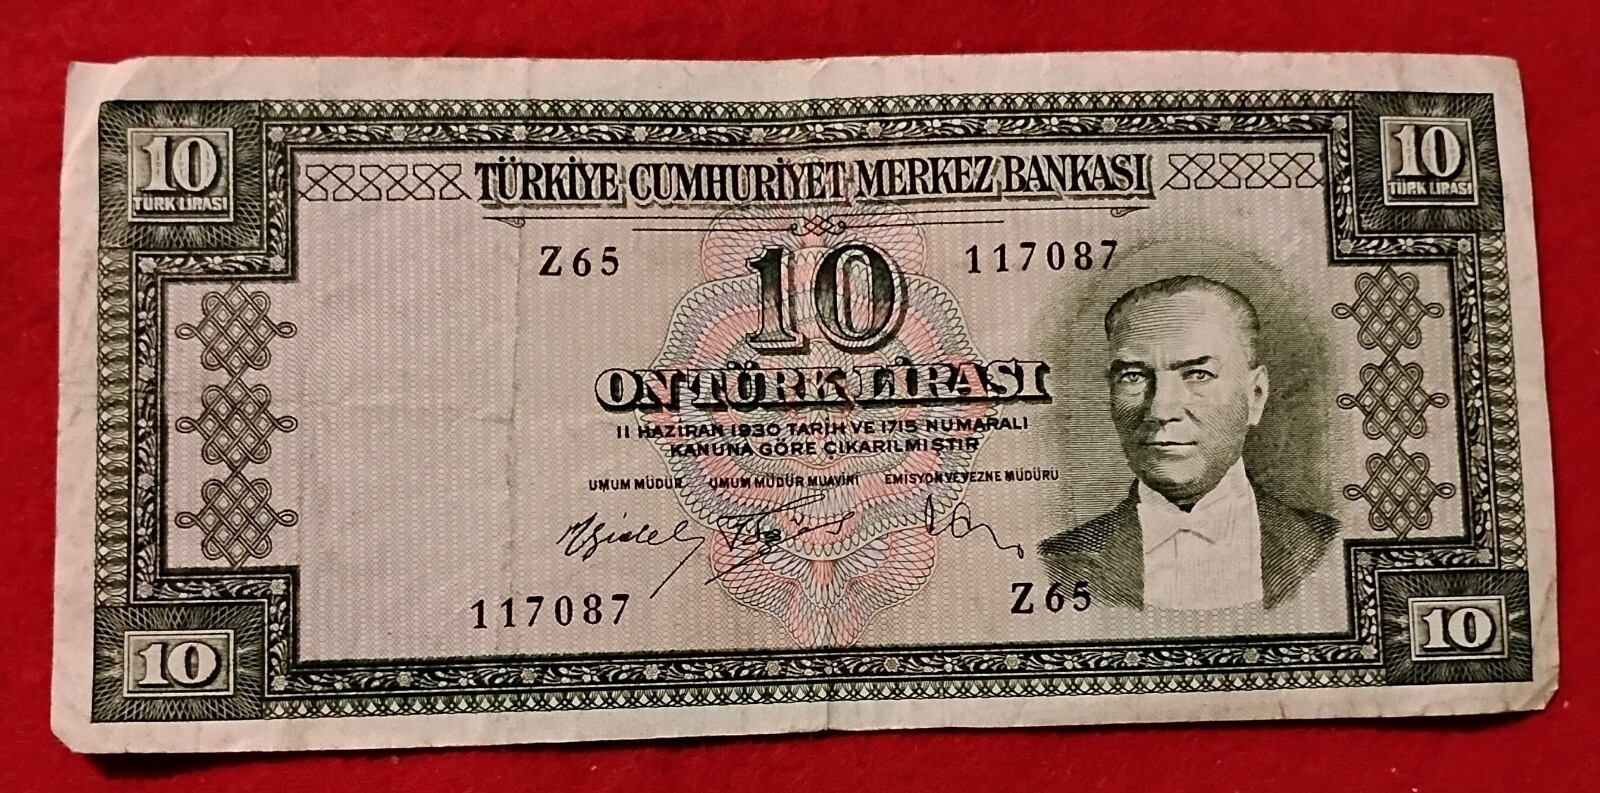 10 TÜRK LİRASI
10 TÜRK LİRASI
TÜRKİYE CUMHURİYET MERKEZ BANKASI
Z65 117087
10
ON TÜRK LİRASI
11 HAZİRAN 1930 TARİH VE 1715 NUMARALI
KANUNA GÖRE ÇIKARILMIŞTIR
UMUM MÜDÜR UMUM MÜDÜR MUAVİNİ EMİSYON VE VEZNE MÜDÜRÜ
117087 Z65
10 10